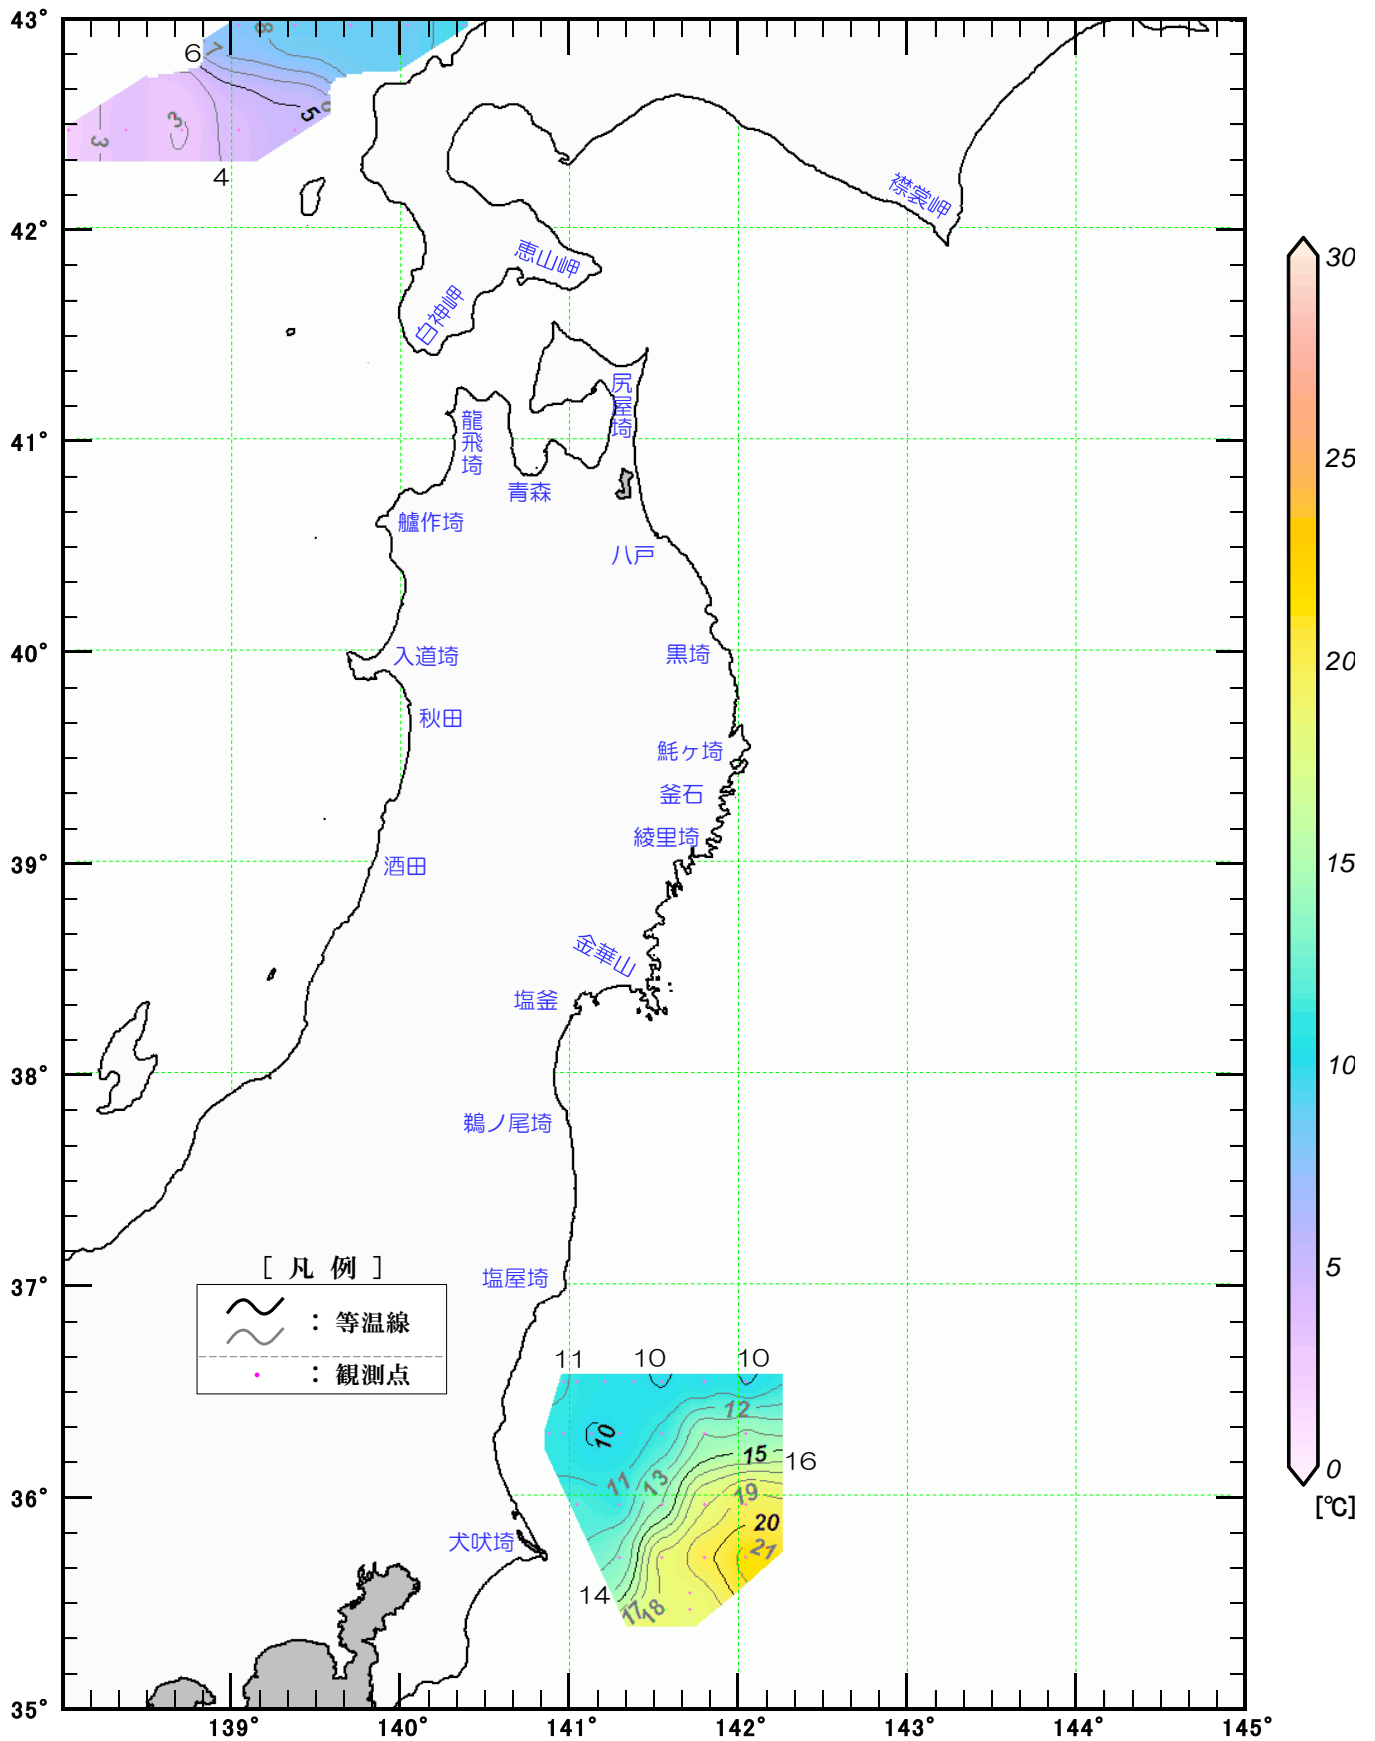 43°
8
7
6
6
5
3
3
4
襟裳岬
42°
恵山岬
白神岬
30
尻屋埼
41°
龍飛埼
25
青森
艫作埼
八戸
40°
入道埼
黒埼
20
秋田
魹ヶ埼
釜石
綾里埼
39°
酒田
15
金華山
塩釜
38°
10
鵜ノ尾埼
[ 凡 例 ]
37°
塩屋埼
5
：等温線
：観測点
11
10
10
12
10
15
16
0
11
13
19
36°
[℃]
20
犬吠埼
21
14
17
18
35°
139°
140°
141°
142°
143°
144°
145°